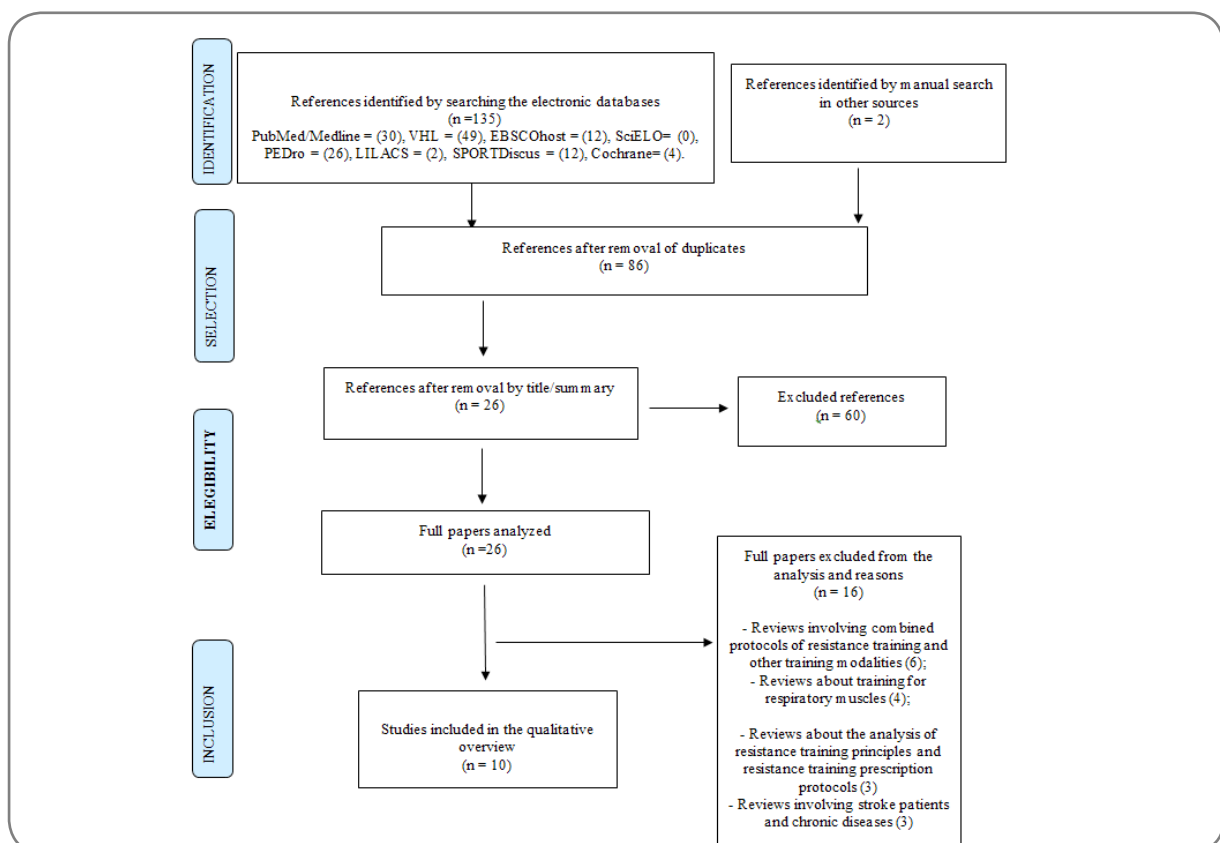 IDENTIFICATION
References identified by searching the electronic databases
(n =135)
PubMed/Medline = (30), VHL = (49), EBSCOhost = (12), SciELO= (0),
PEDro = (26), LILACS = (2), SPORTDiscus = (12), Cochrane= (4).
References identified by manual search
in other sources
(n = 2)
SELECTION
References after removal of duplicates
(n = 86)
References after removal by title/summary
(n = 26)
Excluded references
(n = 60)
ELEGIBILITY
Full papers analyzed
(n =26)
Full papers excluded from the
analysis and reasons
(n = 16)
- Reviews involving combined
protocols of resistance training and
other training modalities (6);
- Reviews about training for
respiratory muscles (4);
- Reviews about the analysis of
resistance training principles and
resistance training prescription
protocols (3)
- Reviews involving stroke patients
and chronic diseases (3)
INCLUSION
Studies included in the qualitative
overview
(n = 10)